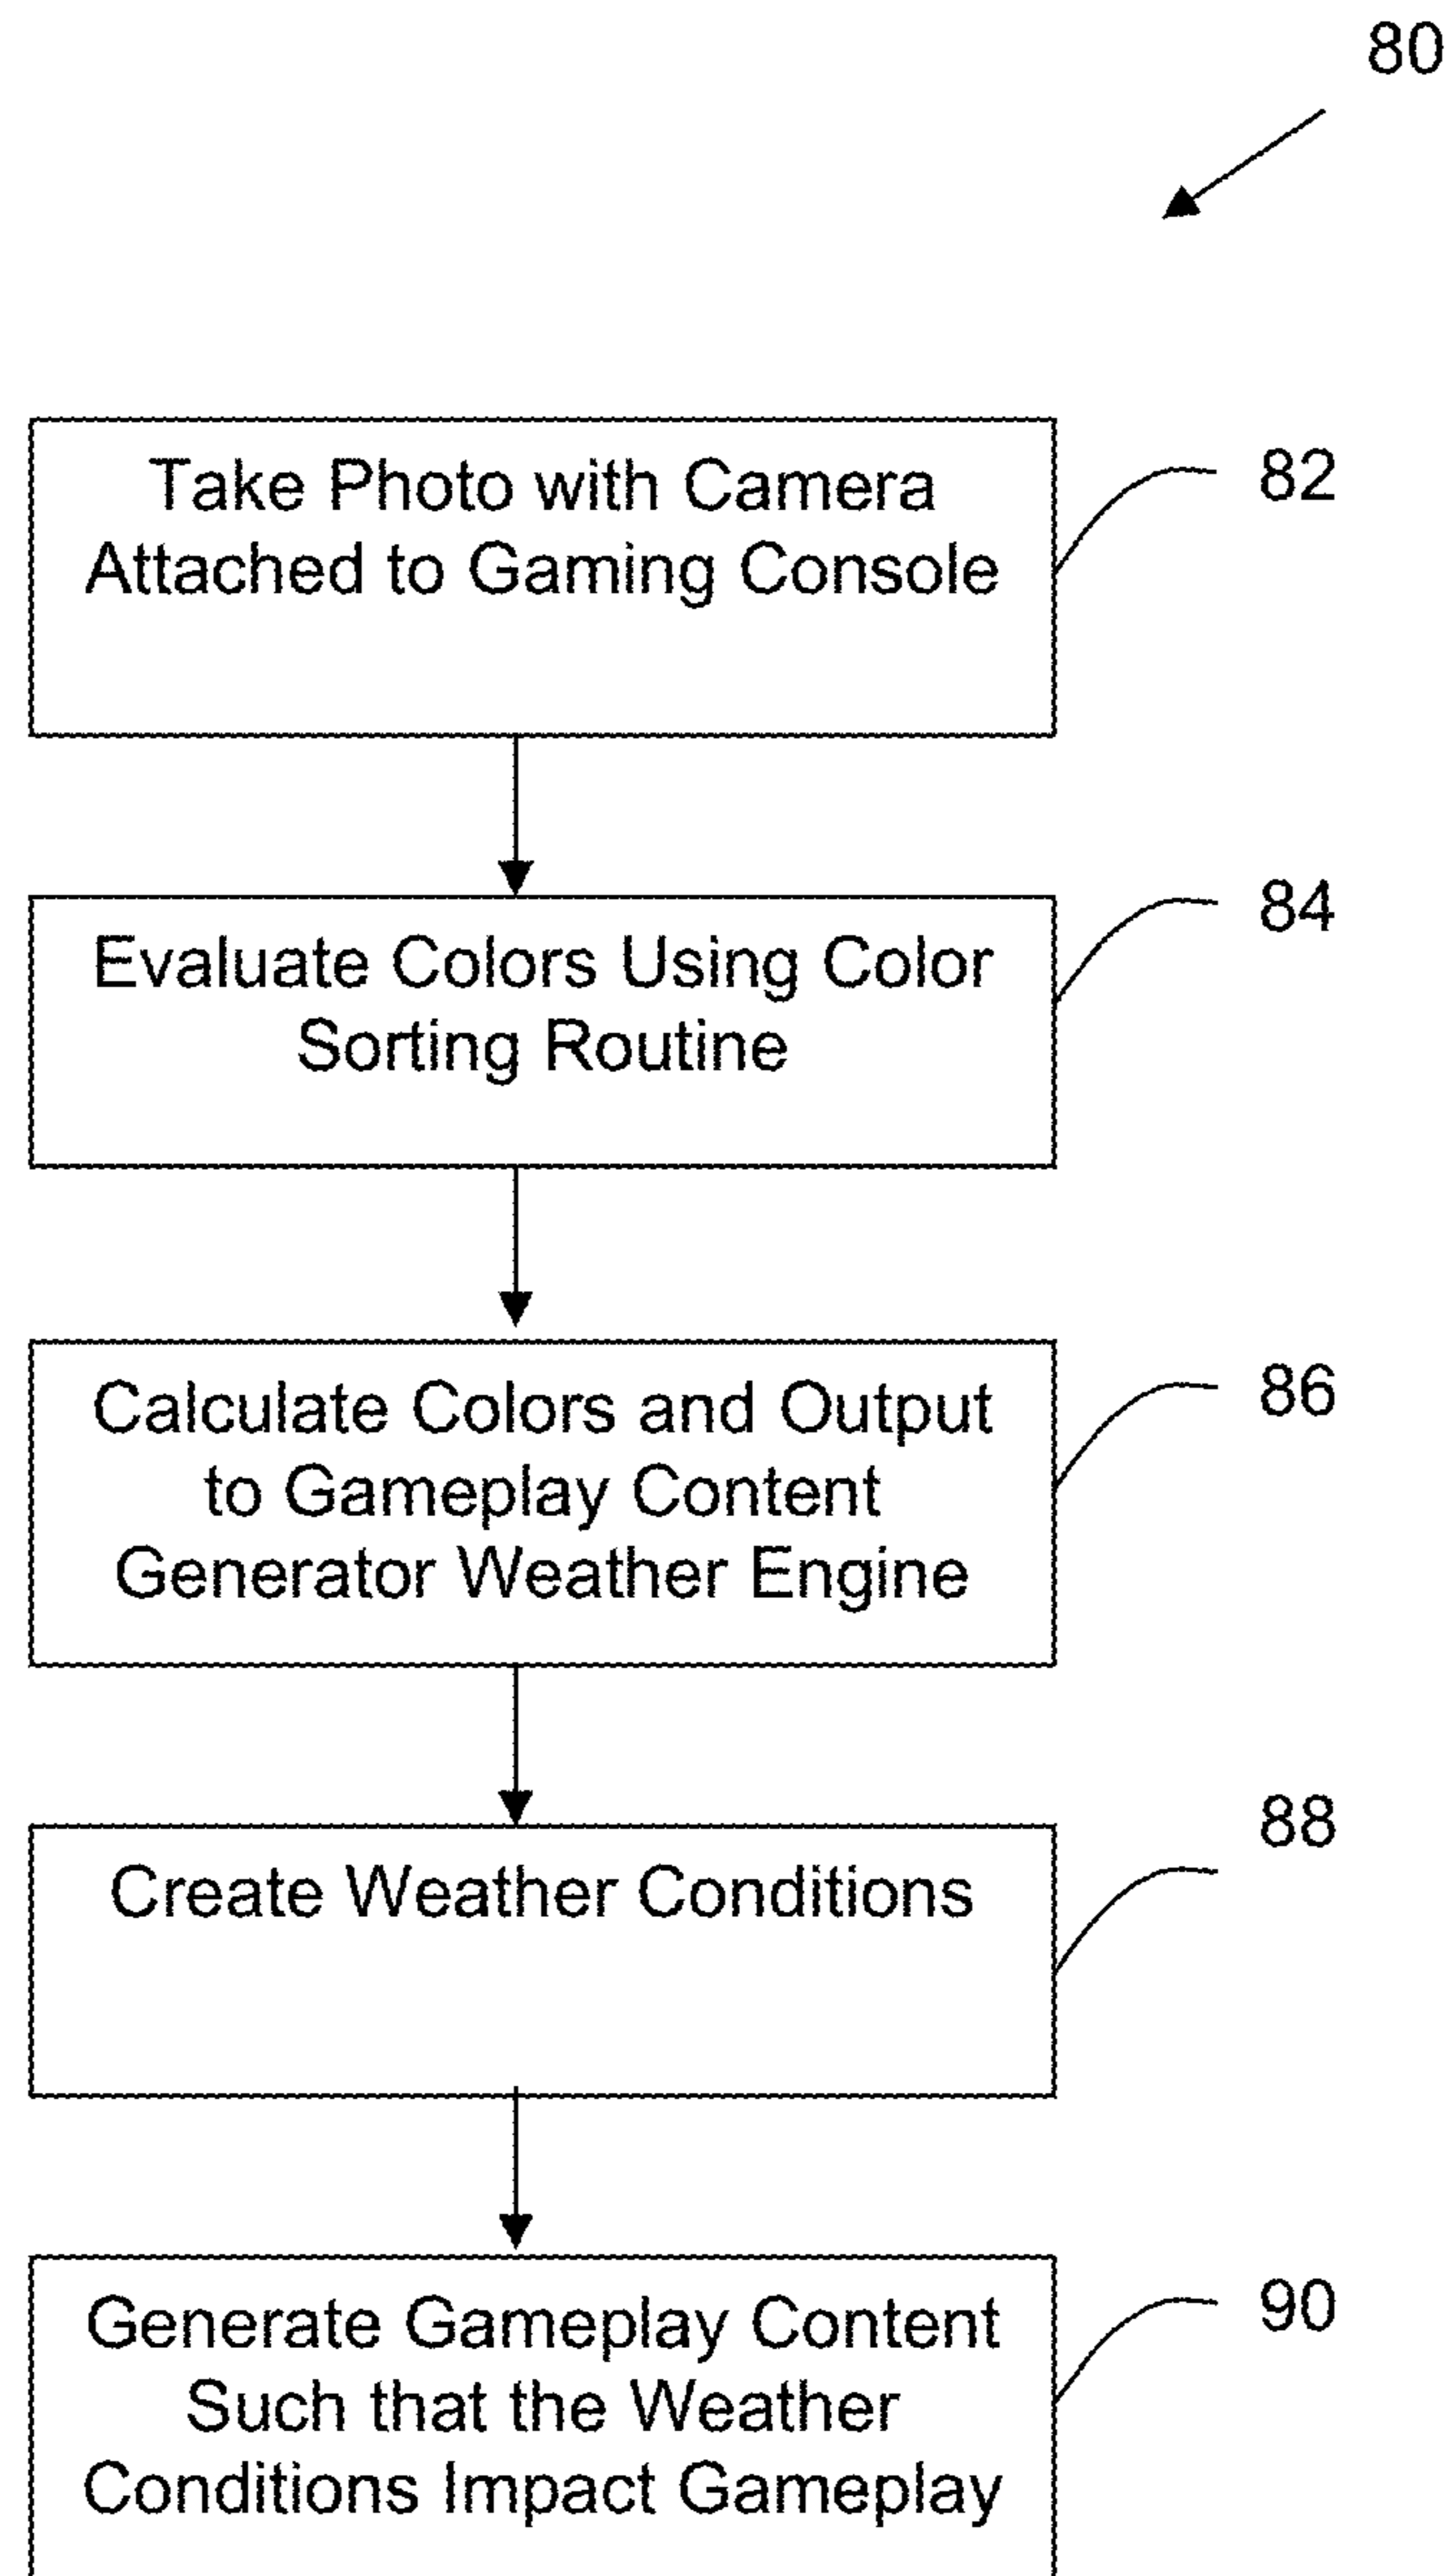 80
Take Photo with Camera
Attached to Gaming Console
82
Evaluate Colors Using Color
Sorting Routine
84
Calculate Colors and Output
to Gameplay Content
Generator Weather Engine
86
Create Weather Conditions
88
Generate Gameplay Content
Such that the Weather
Conditions Impact Gameplay
90